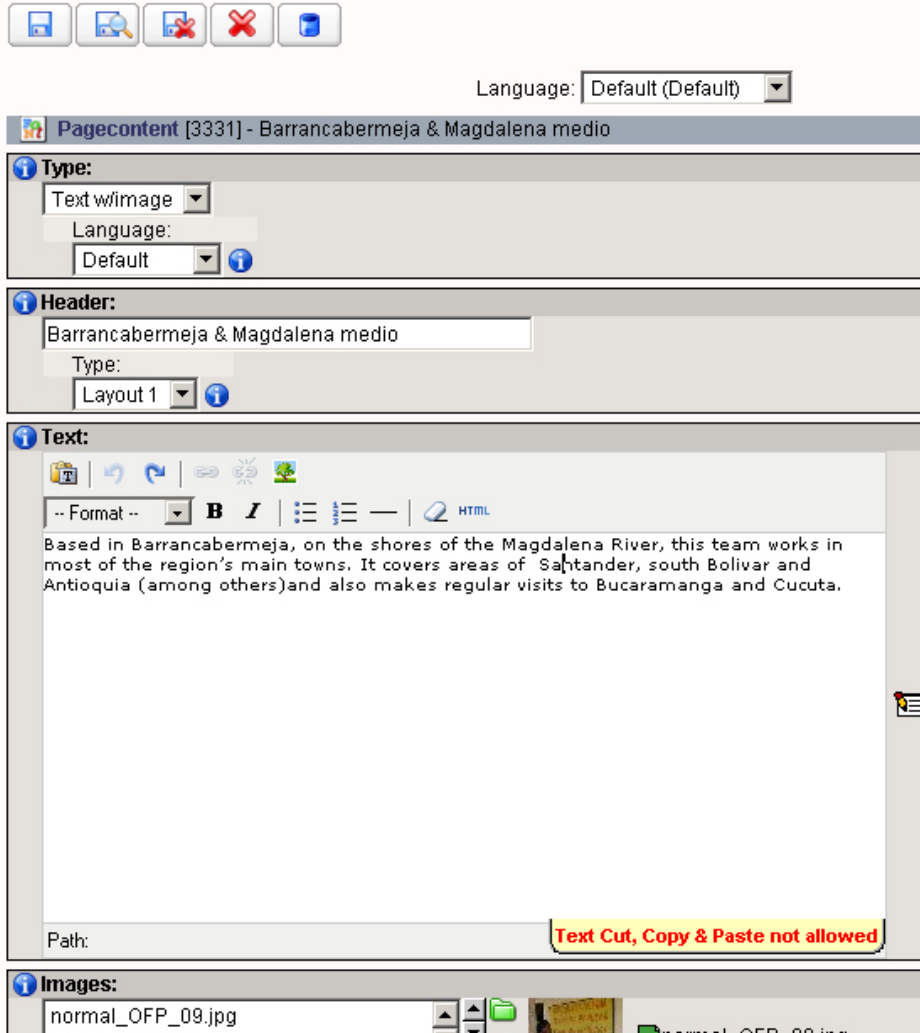 Language: Default (Default)
Pagecontent [3331] - Barrancabermeja & Magdalena medio
Type:
Text w/image
Language:
Default
Header:
Barrancabermeja & Magdalena medio
Type:
Layout 1
Text:
-- Format -- B I HTML
Based in Barrancabermeja, on the shores of the Magdalena River, this team works in
most of the region's main towns. It covers areas of  Santander, south Bolivar and
Antioquia (among others)and also makes regular visits to Bucaramanga and Cucuta.
Path:
Text Cut, Copy & Paste not allowed
Images:
normal_OFP_09.jpg